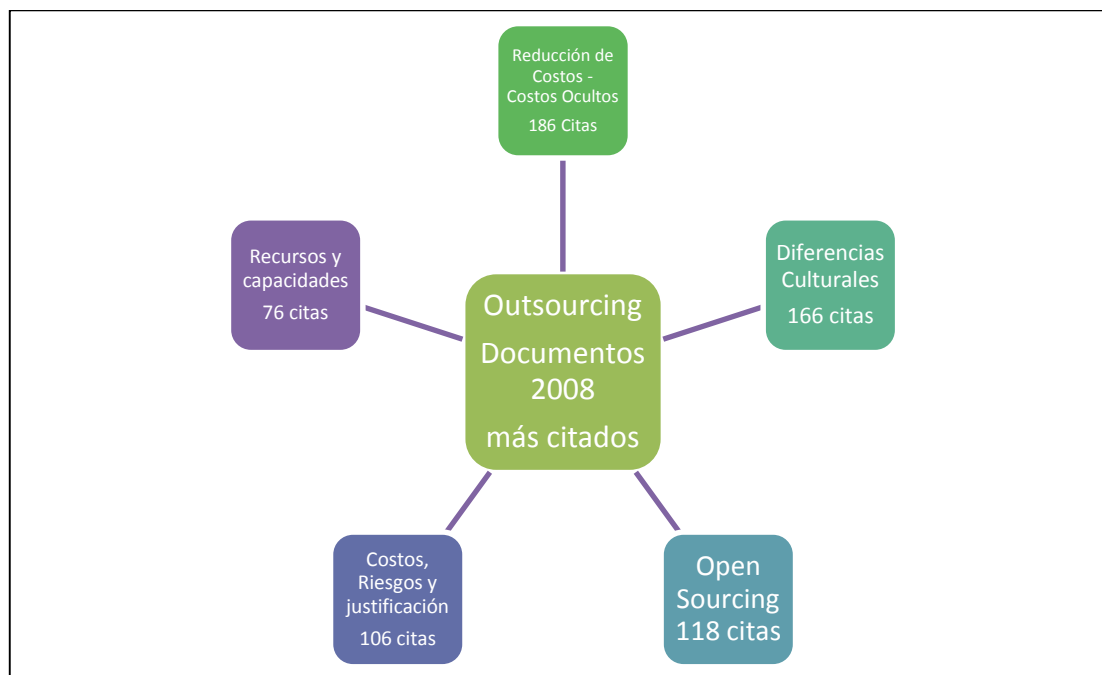 Reducción de
Costos -
Costos Ocultos
186 Citas
Diferencias
Culturales
166 citas
Open
Sourcing
118 citas
Costos,
Riesgos y
justificación
106 citas
Recursos y
capacidades
76 citas
Outsourcing
Documentos
2008
más citados